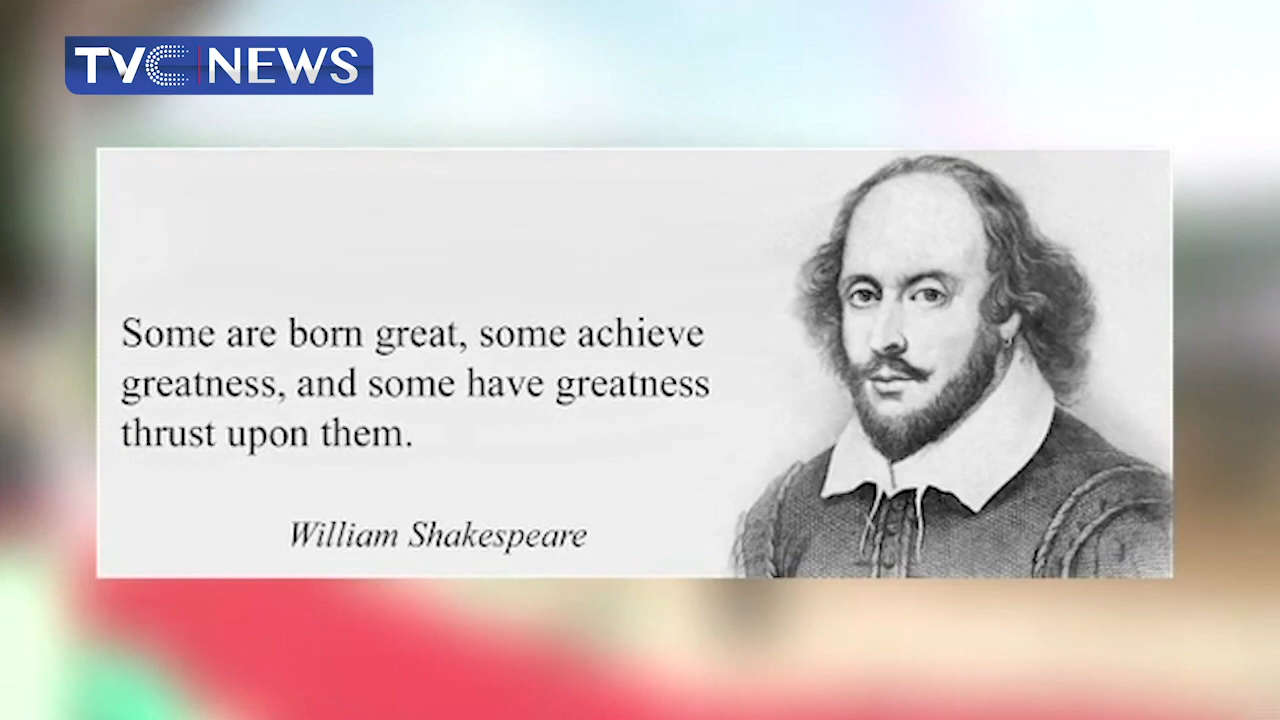 TVC NEWS
Some are born great, some achieve
greatness, and some have greatness
thrust upon them.
William Shakespeare